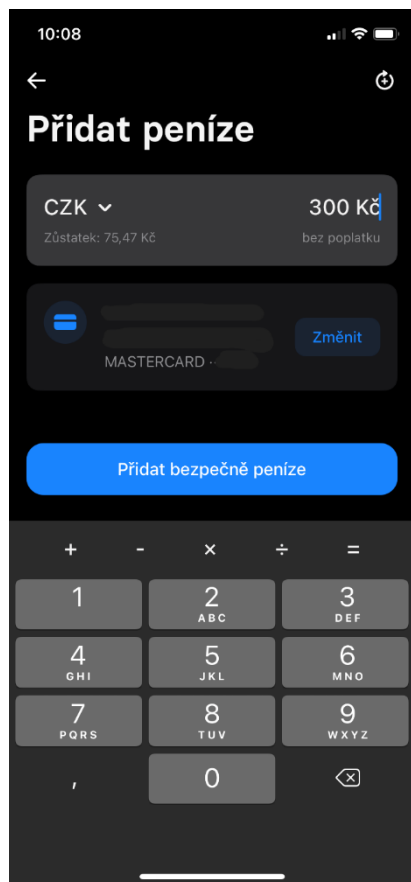 10:08
Přidat peníze
CZK 300 Kč
Zůstatek: 75,47 Kč bez poplatku
Změnit
MASTERCARD ··
Přidat bezpečně peníze
+ - × ÷ =
1 2 3
ABC DEF
4 5 6
GHI JKL MNO
7 8 9
PQRS TUV WXYZ
, 0